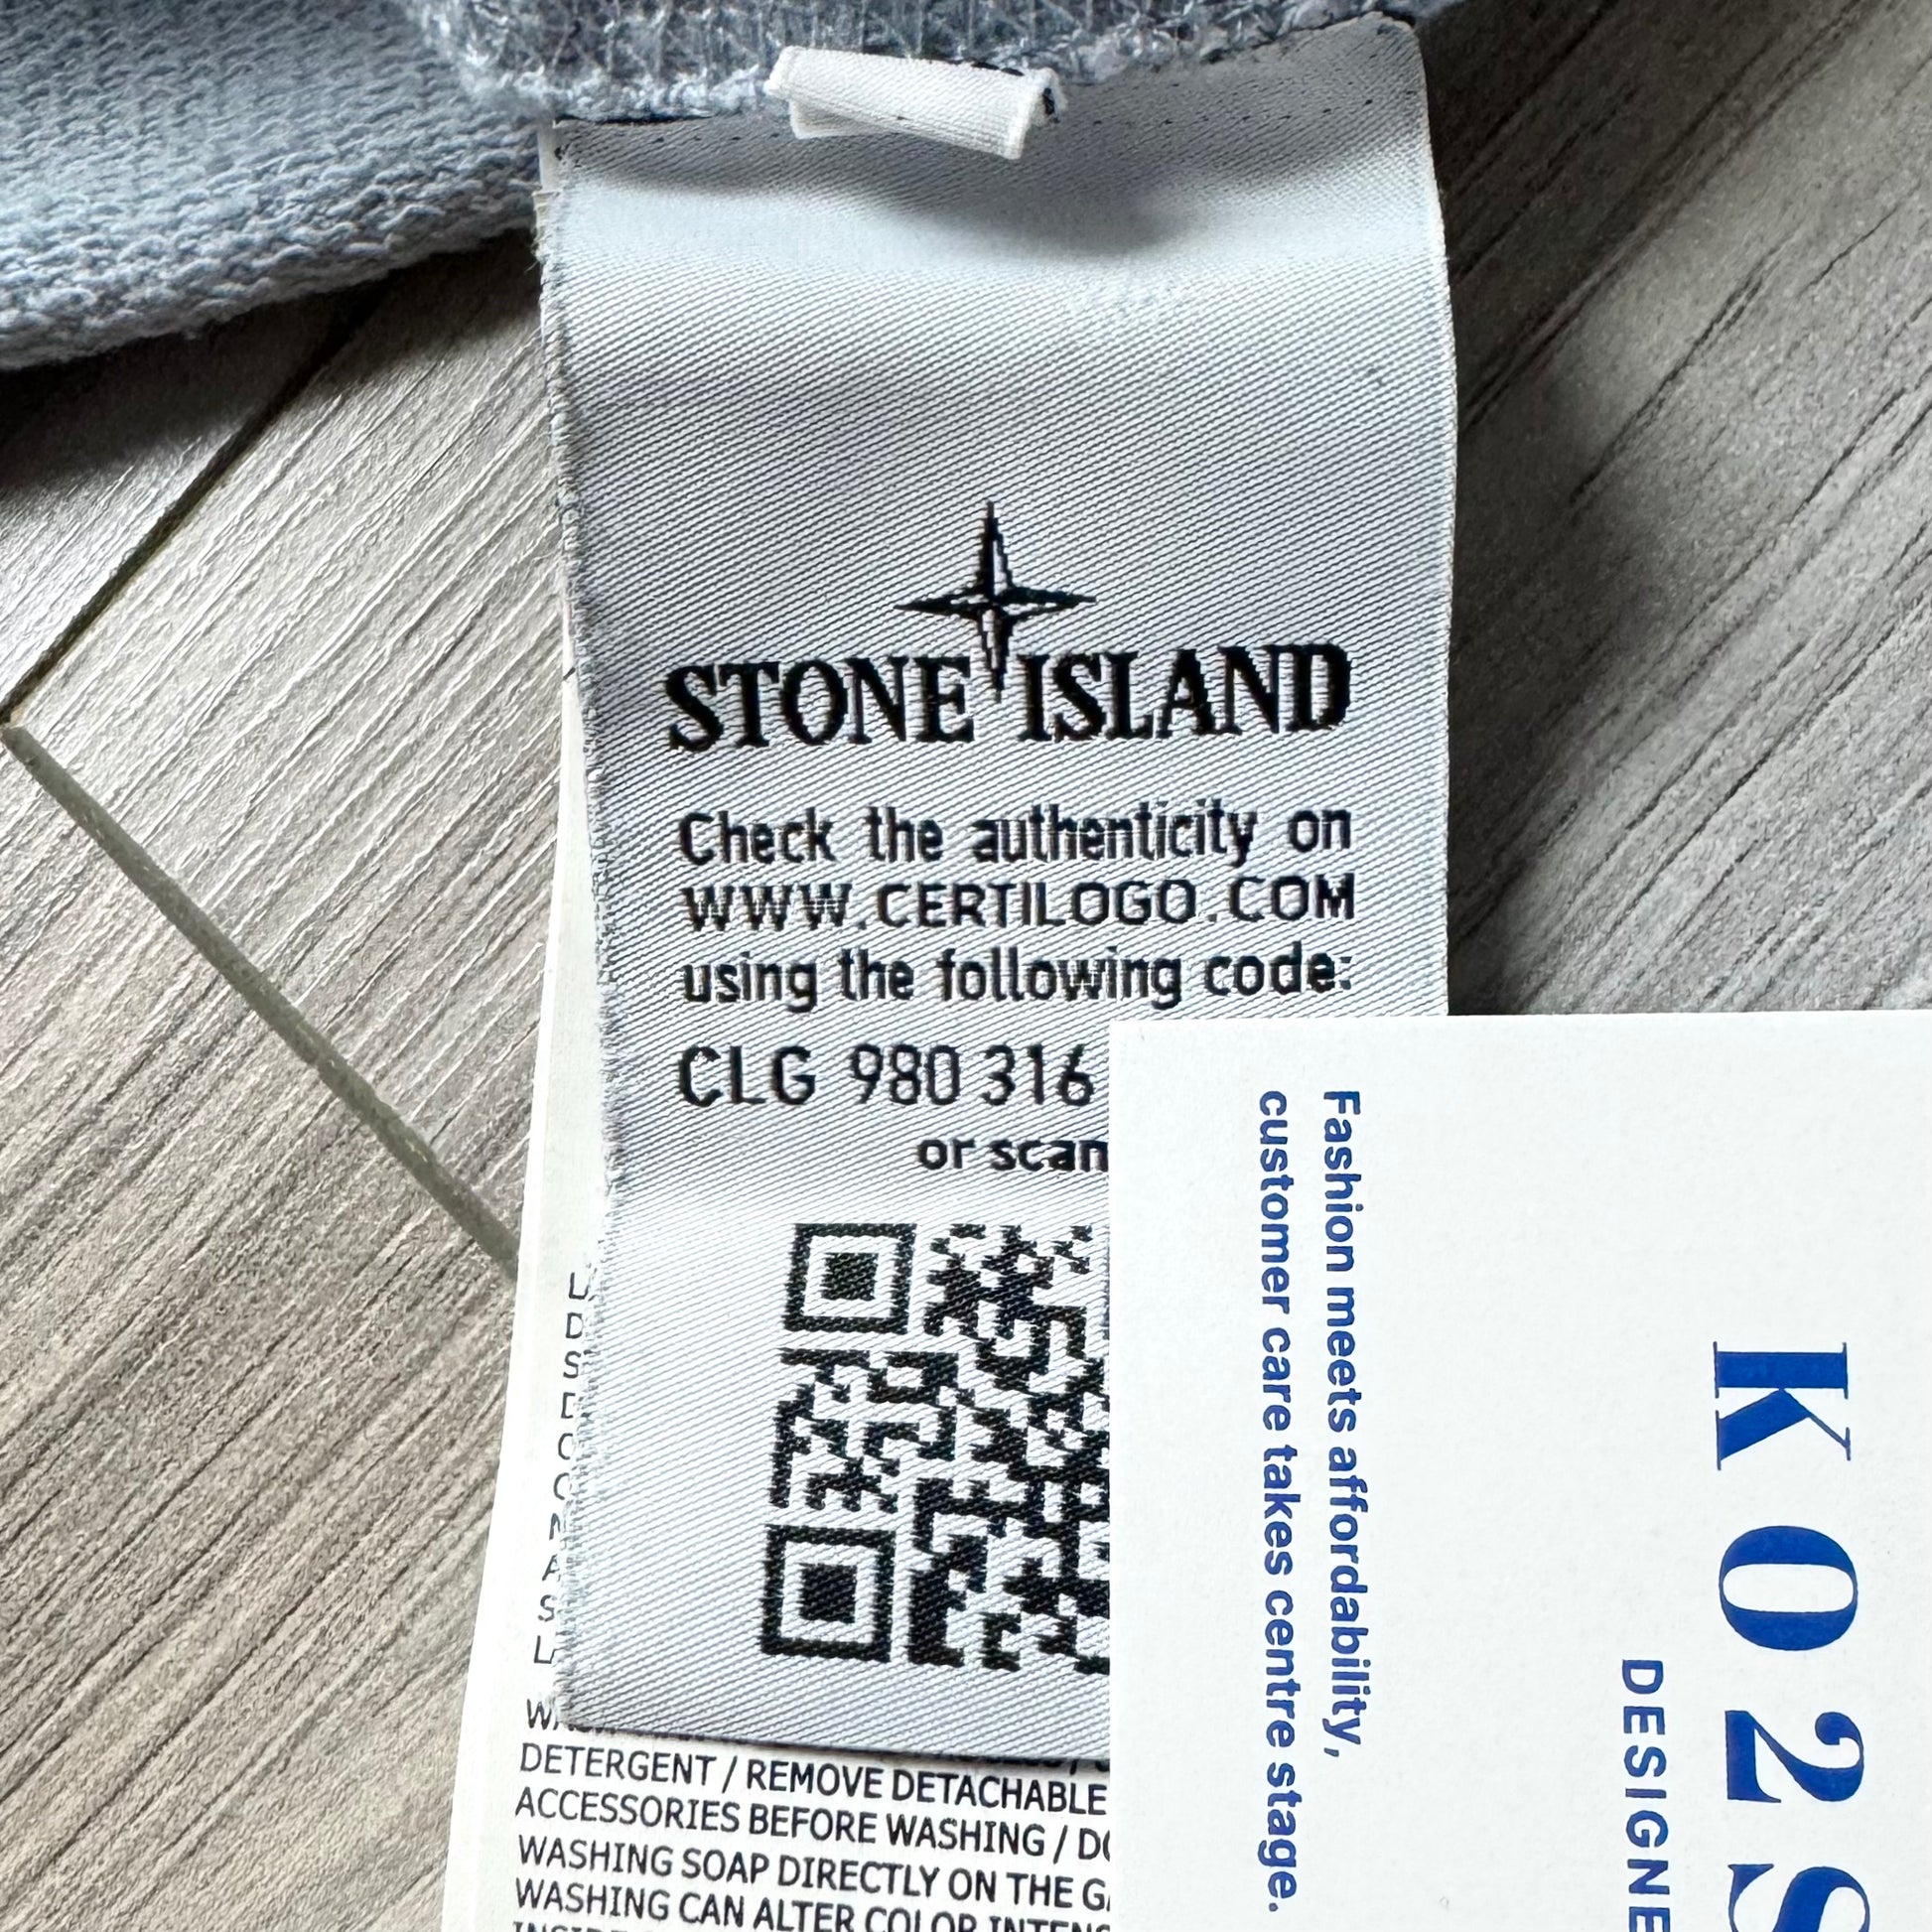 STONE ISLAND
Check the authenticity on
WWW.CERTILOGO.COM
using the following code:
CLG 980 316
or scan
DETERGENT / REMOVE DETACHABLE
ACCESSORIES BEFORE WASHING / DO
WASHING SOAP DIRECTLY ON THE
WASHING CAN ALTER COLOR
Fashion meets affordability,
customer care takes centre stage.
K O 2 S
DESIGNE